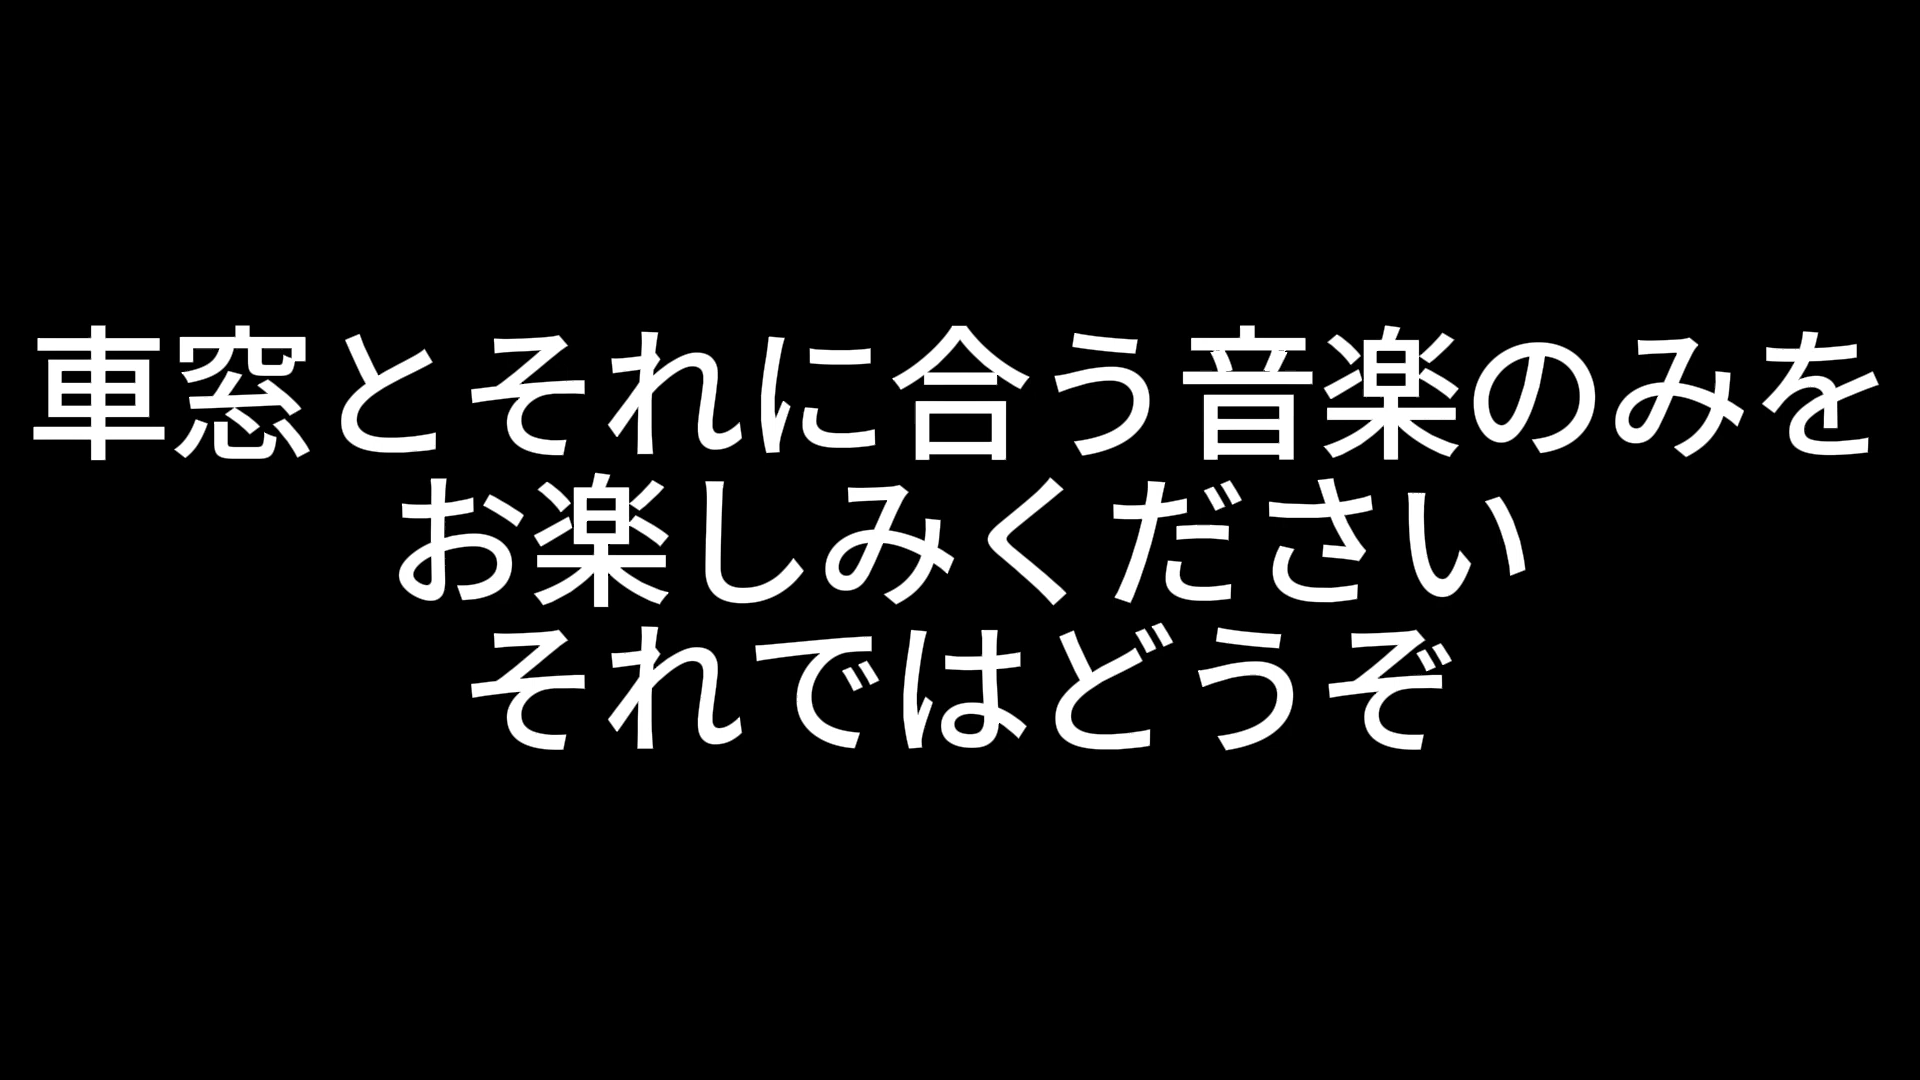 車窓とそれに合う音楽のみを
お楽しみください
それではどうぞ